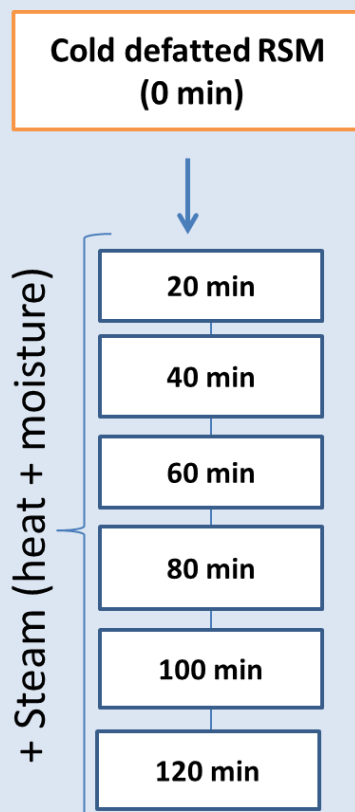 Cold defatted RSM
(0 min)
+ Steam (heat + moisture)
20 min
40 min
60 min
80 min
100 min
120 min